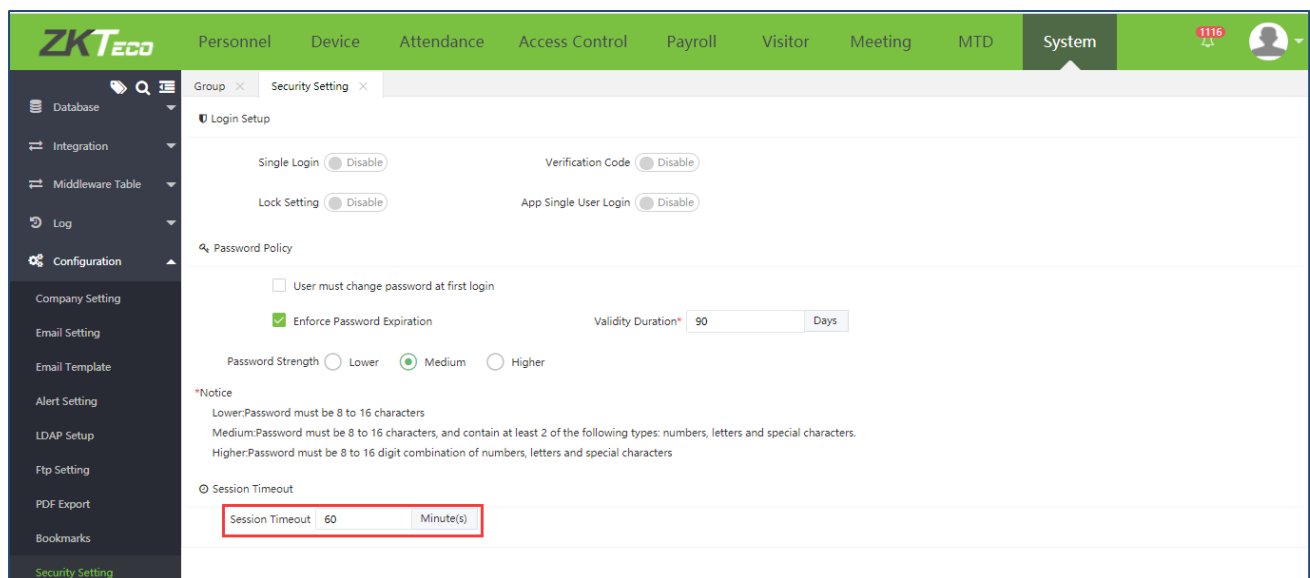 ZKTECO
Personnel Device Attendance Access Control Payroll Visitor Meeting MTD System 1116
Group Security Setting
Database
Login Setup
Integration
Single Login Disable Verification Code Disable
Middleware Table
Lock Setting Disable App Single User Login Disable
Log
Password Policy
Configuration
User must change password at first login
Company Setting
Enforce Password Expiration Validity Duration* 90 Days
Email Setting
Password Strength Lower Medium Higher
Email Template
*Notice
Alert Setting
Lower:Password must be 8 to 16 characters
Medium:Password must be 8 to 16 characters, and contain at least 2 of the following types: numbers, letters and special characters.
LDAP Setup
Higher:Password must be 8 to 16 digit combination of numbers, letters and special characters
Ftp Setting
Session Timeout
PDF Export
Session Timeout 60 Minute(s)
Bookmarks
Security Setting